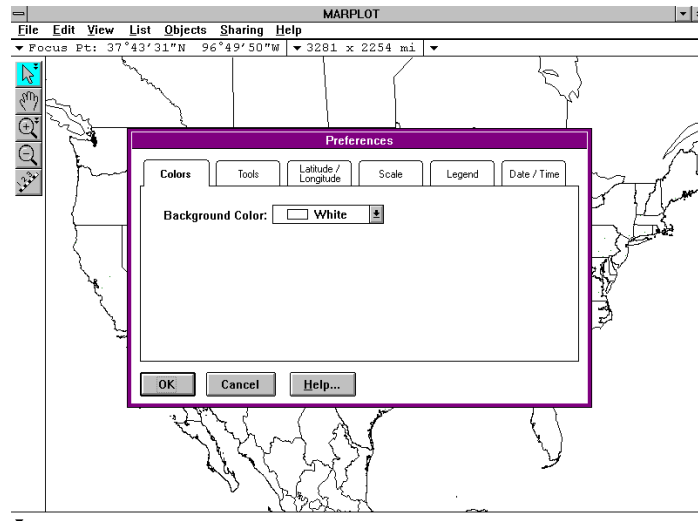 MARPLOT
File Edit View List Objects Sharing Help
Focus Pt: 37°43'31"N 96°49'50"W 3281 x 2254 mi
Preferences
Colors Tools Latitude / Longitude Scale Legend Date / Time
Background Color: White
OK Cancel Help...